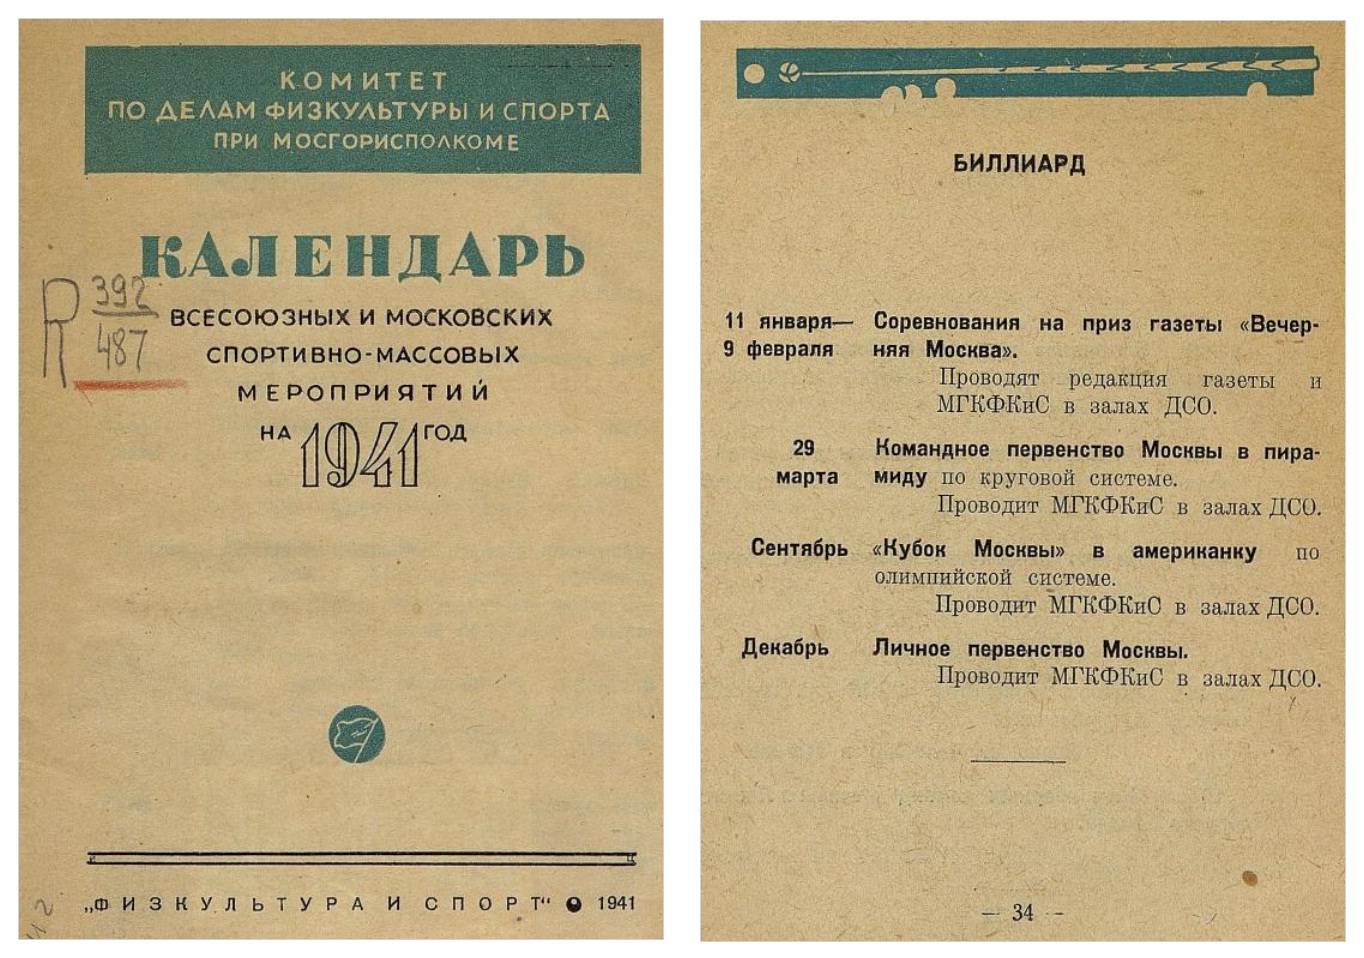 КОМИТЕТ
ПО ДЕЛАМ ФИЗКУЛЬТУРЫ И СПОРТА
ПРИ МОСГОРИСПОЛКОМЕ
КАЛЕНДАРЬ
392
487
ВСЕСОЮЗНЫХ И МОСКОВСКИХ
СПОРТИВНО-МАССОВЫХ
МЕРОПРИЯТИЙ
НА 1941 ГОД
„ФИЗКУЛЬТУРА И СПОРТ“ 1941
БИЛЛИАРД
11 января— Соревнования на приз газеты «Вечер-
9 февраля няя Москва».
Проводят редакция газеты и
МГКФКиС в залах ДСО.
29 Командное первенство Москвы в пира-
марта миду по круговой системе.
Проводит МГКФКиС в залах ДСО.
Сентябрь «Кубок Москвы» в американку по
олимпийской системе.
Проводит МГКФКиС в залах ДСО.
Декабрь Личное первенство Москвы.
Проводит МГКФКиС в залах ДСО.
— 34 —